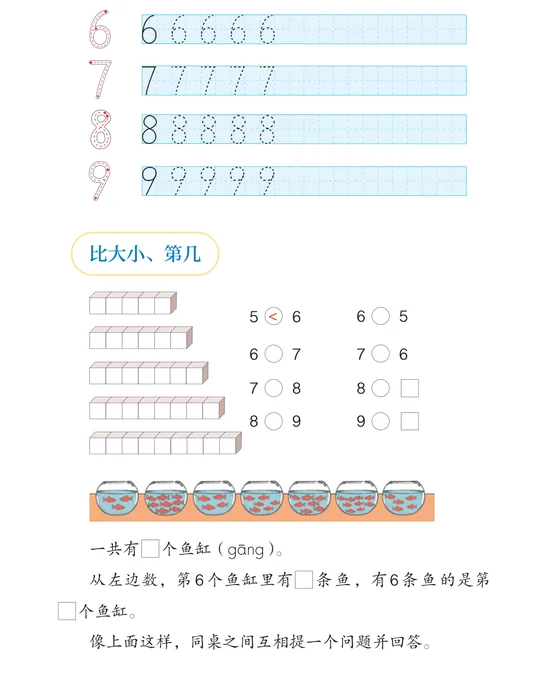 6 6 6 6 6 6
7 7 7 7 7 7
8 8 8 8 8 8
9 9 9 9 9 9
比大小、第几
5 < 6 6 ○ 5
6 ○ 7 7 ○ 6
7 ○ 8 8 ○ □
8 ○ 9 9 ○ □
一共有□个鱼缸(gāng)。
从左边数，第6个鱼缸里有□条鱼，有6条鱼的是第
□个鱼缸。
像上面这样，同桌之间互相提一个问题并回答。